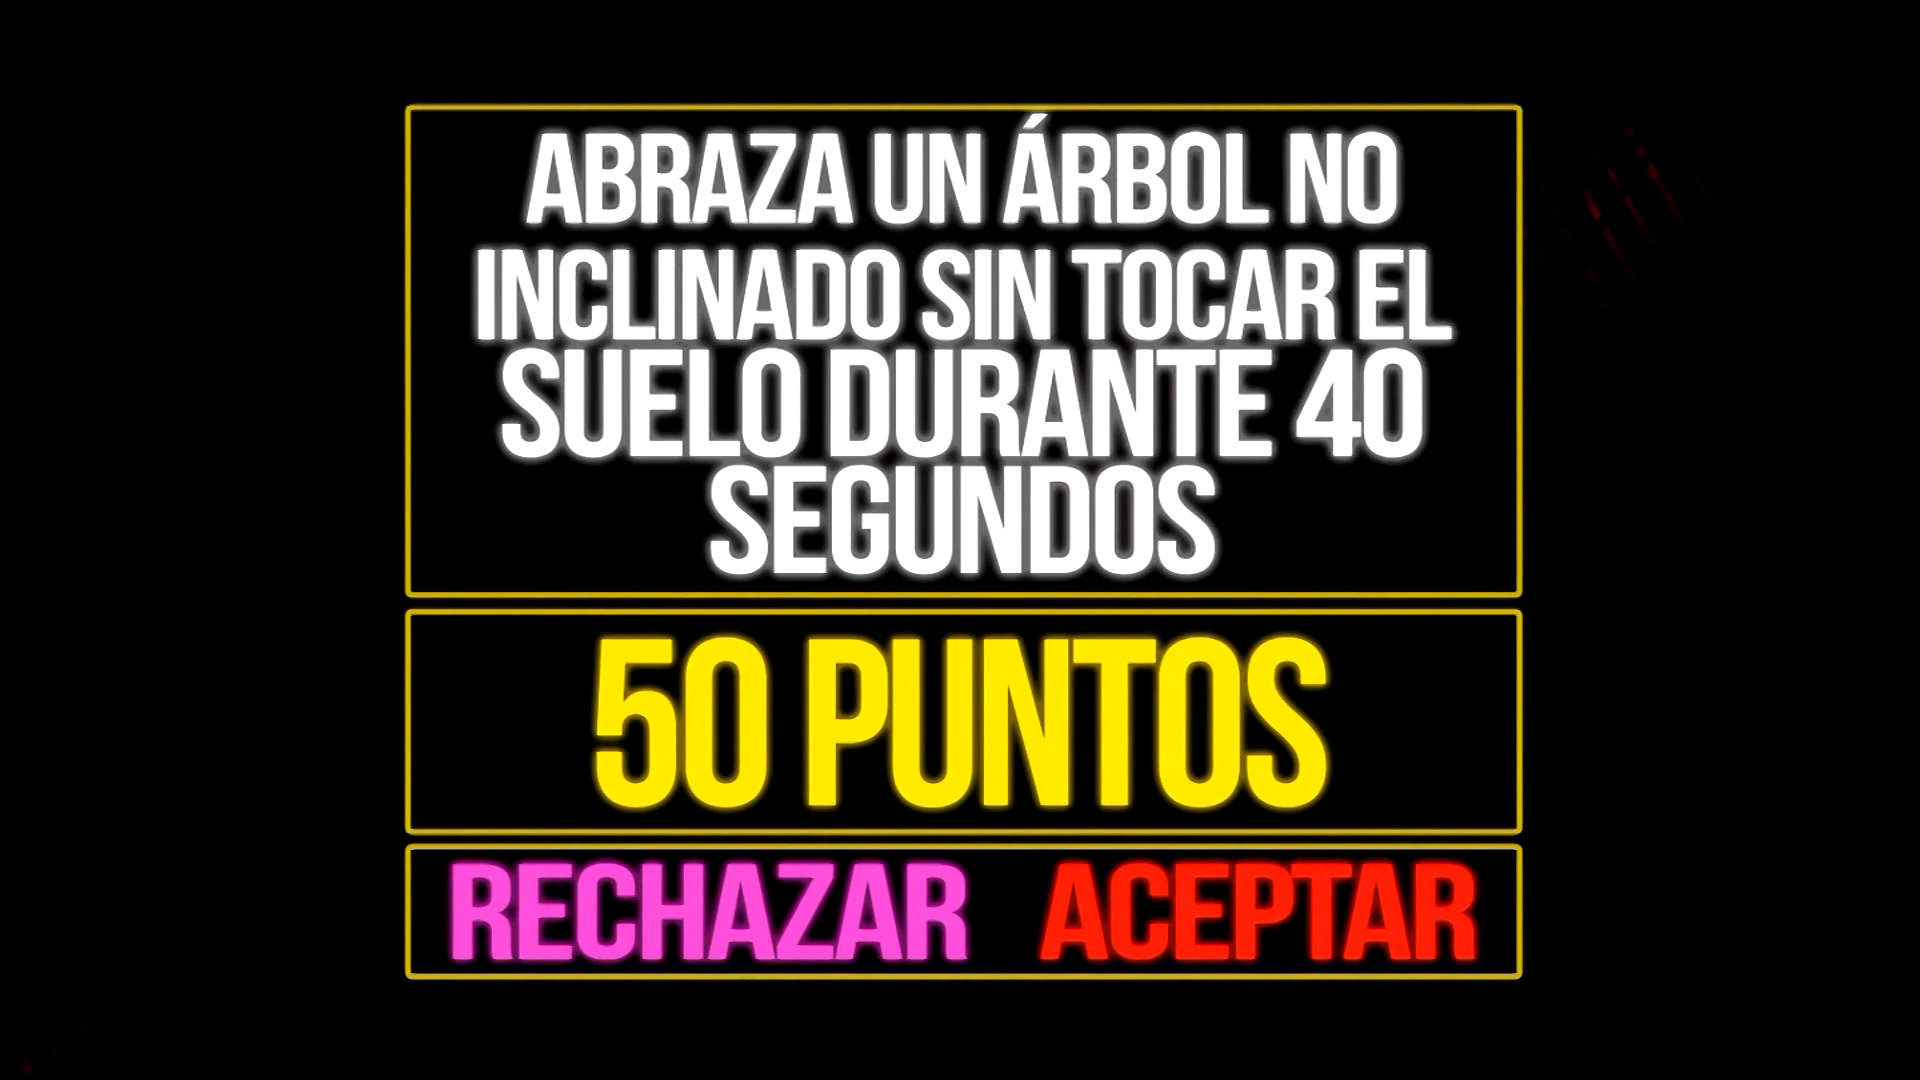 ABRAZA UN ÁRBOL NO
INCLINADO SIN TOCAR EL
SUELO DURANTE 40
SEGUNDOS
50 PUNTOS
RECHAZAR ACEPTAR